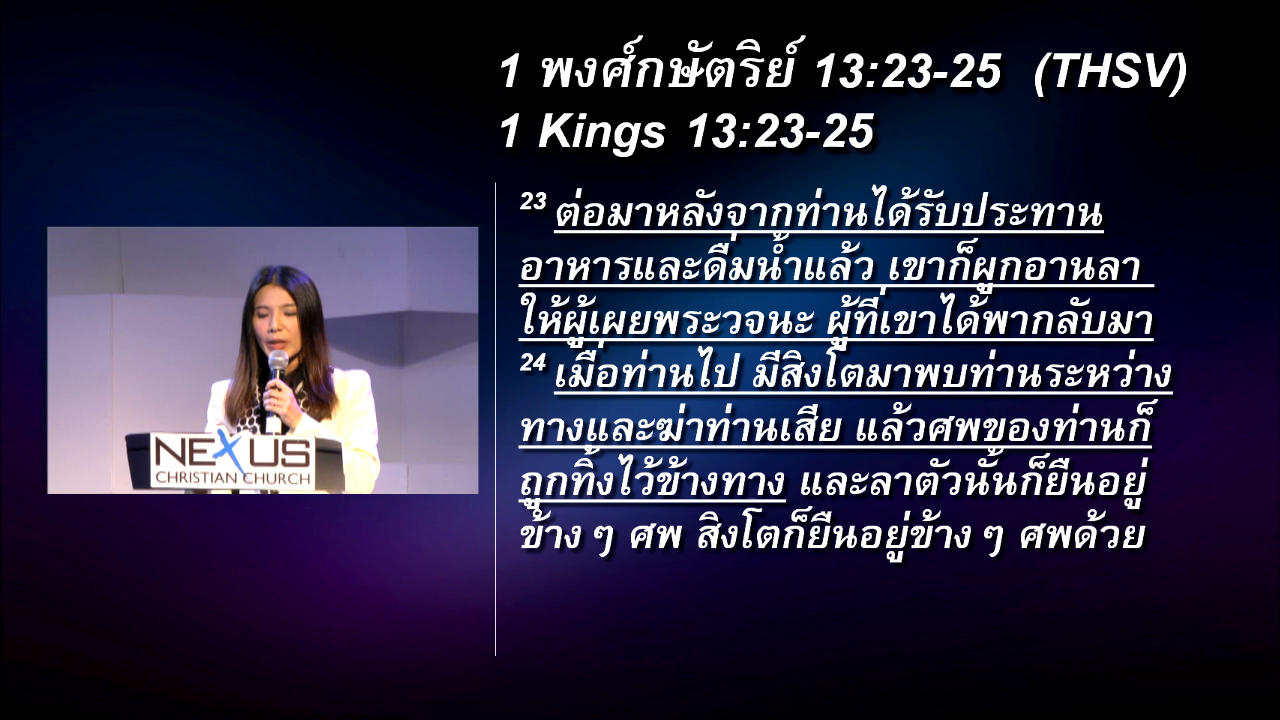 1 พงศ์กษัตริย์ 13:23-25 (THSV)
1 Kings 13:23-25
23 ต่อมาหลังจากท่านได้รับประทาน
อาหารและดื่มน้ำแล้ว เขาก็ผูกอานลา
ให้ผู้เผยพระวจนะ ผู้ที่เขาได้พากลับมา
24 เมื่อท่านไป มีสิงโตมาพบท่านระหว่าง
ทางและฆ่าท่านเสีย แล้วศพของท่านก็
ถูกทิ้งไว้ข้างทาง และลาตัวนั้นก็ยืนอยู่
ข้าง ๆ ศพ สิงโตก็ยืนอยู่ข้าง ๆ ศพด้วย
NEXUS
CHRISTIAN CHURCH